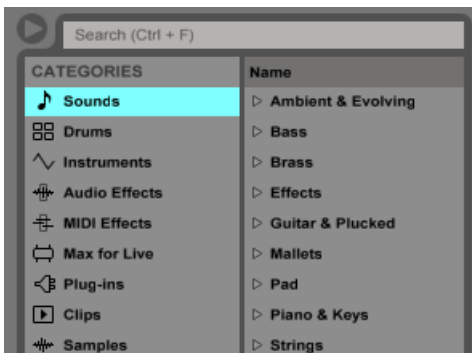 Search (Ctrl + F)
CATEGORIES
Sounds
Drums
Instruments
Audio Effects
MIDI Effects
Max for Live
Plug-ins
Clips
Samples
Name
Ambient & Evolving
Bass
Brass
Effects
Guitar & Plucked
Mallets
Pad
Piano & Keys
Strings